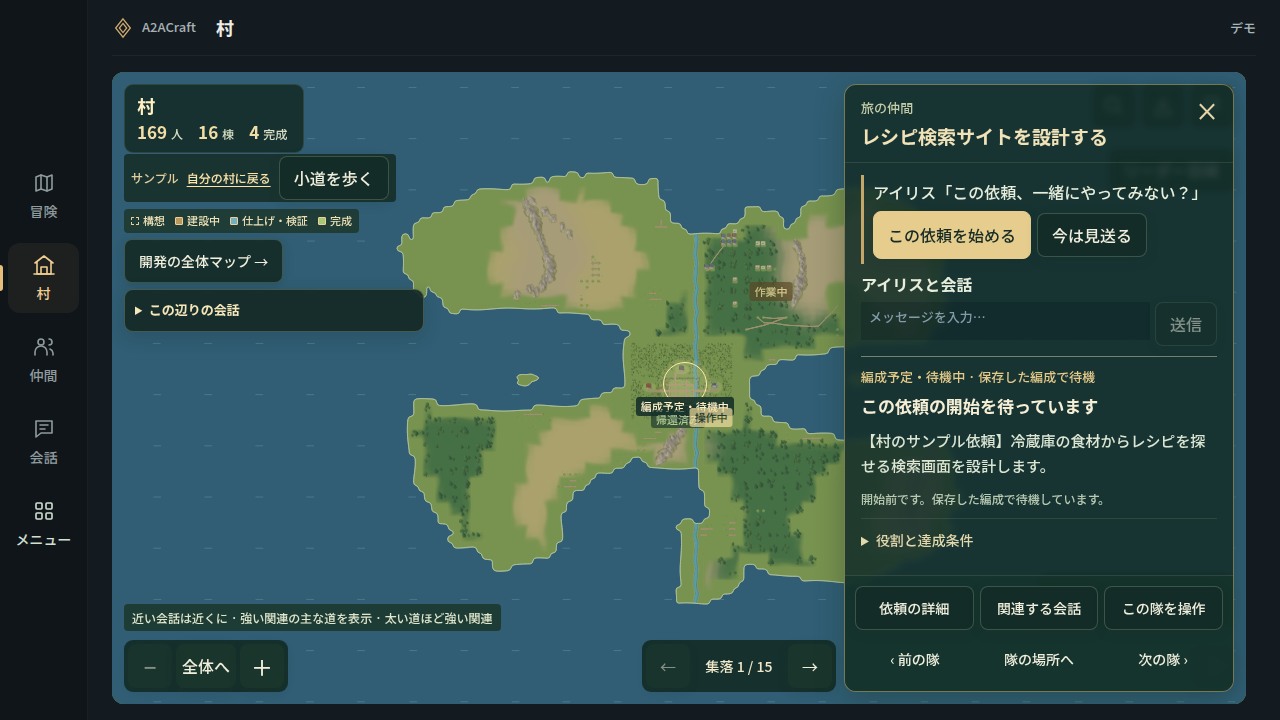 A2ACraft 村
デモ
冒険
村
仲間
会話
メニュー
村
169 人 16 棟 4 完成
サンプル 自分の村に戻る 小道を歩く
構想 建設中 仕上げ・検証 完成
開発の全体マップ →
▶ この辺りの会話
作業中
編成予定・待機中
帰還済
操作中
近い会話は近くに・強い関連の主な道を表示・太い道ほど強い関連
− 全体へ +
← 集落 1 / 15 →
旅の仲間
レシピ検索サイトを設計する
アイリス「この依頼、一緒にやってみない？」
この依頼を始める 今は見送る
アイリスと会話
メッセージを入力… 送信
編成予定・待機中・保存した編成で待機
この依頼の開始を待っています
【村のサンプル依頼】冷蔵庫の食材からレシピを探
せる検索画面を設計します。
開始前です。保存した編成で待機しています。
▶ 役割と達成条件
依頼の詳細 関連する会話 この隊を操作
‹ 前の隊 隊の場所へ 次の隊 ›